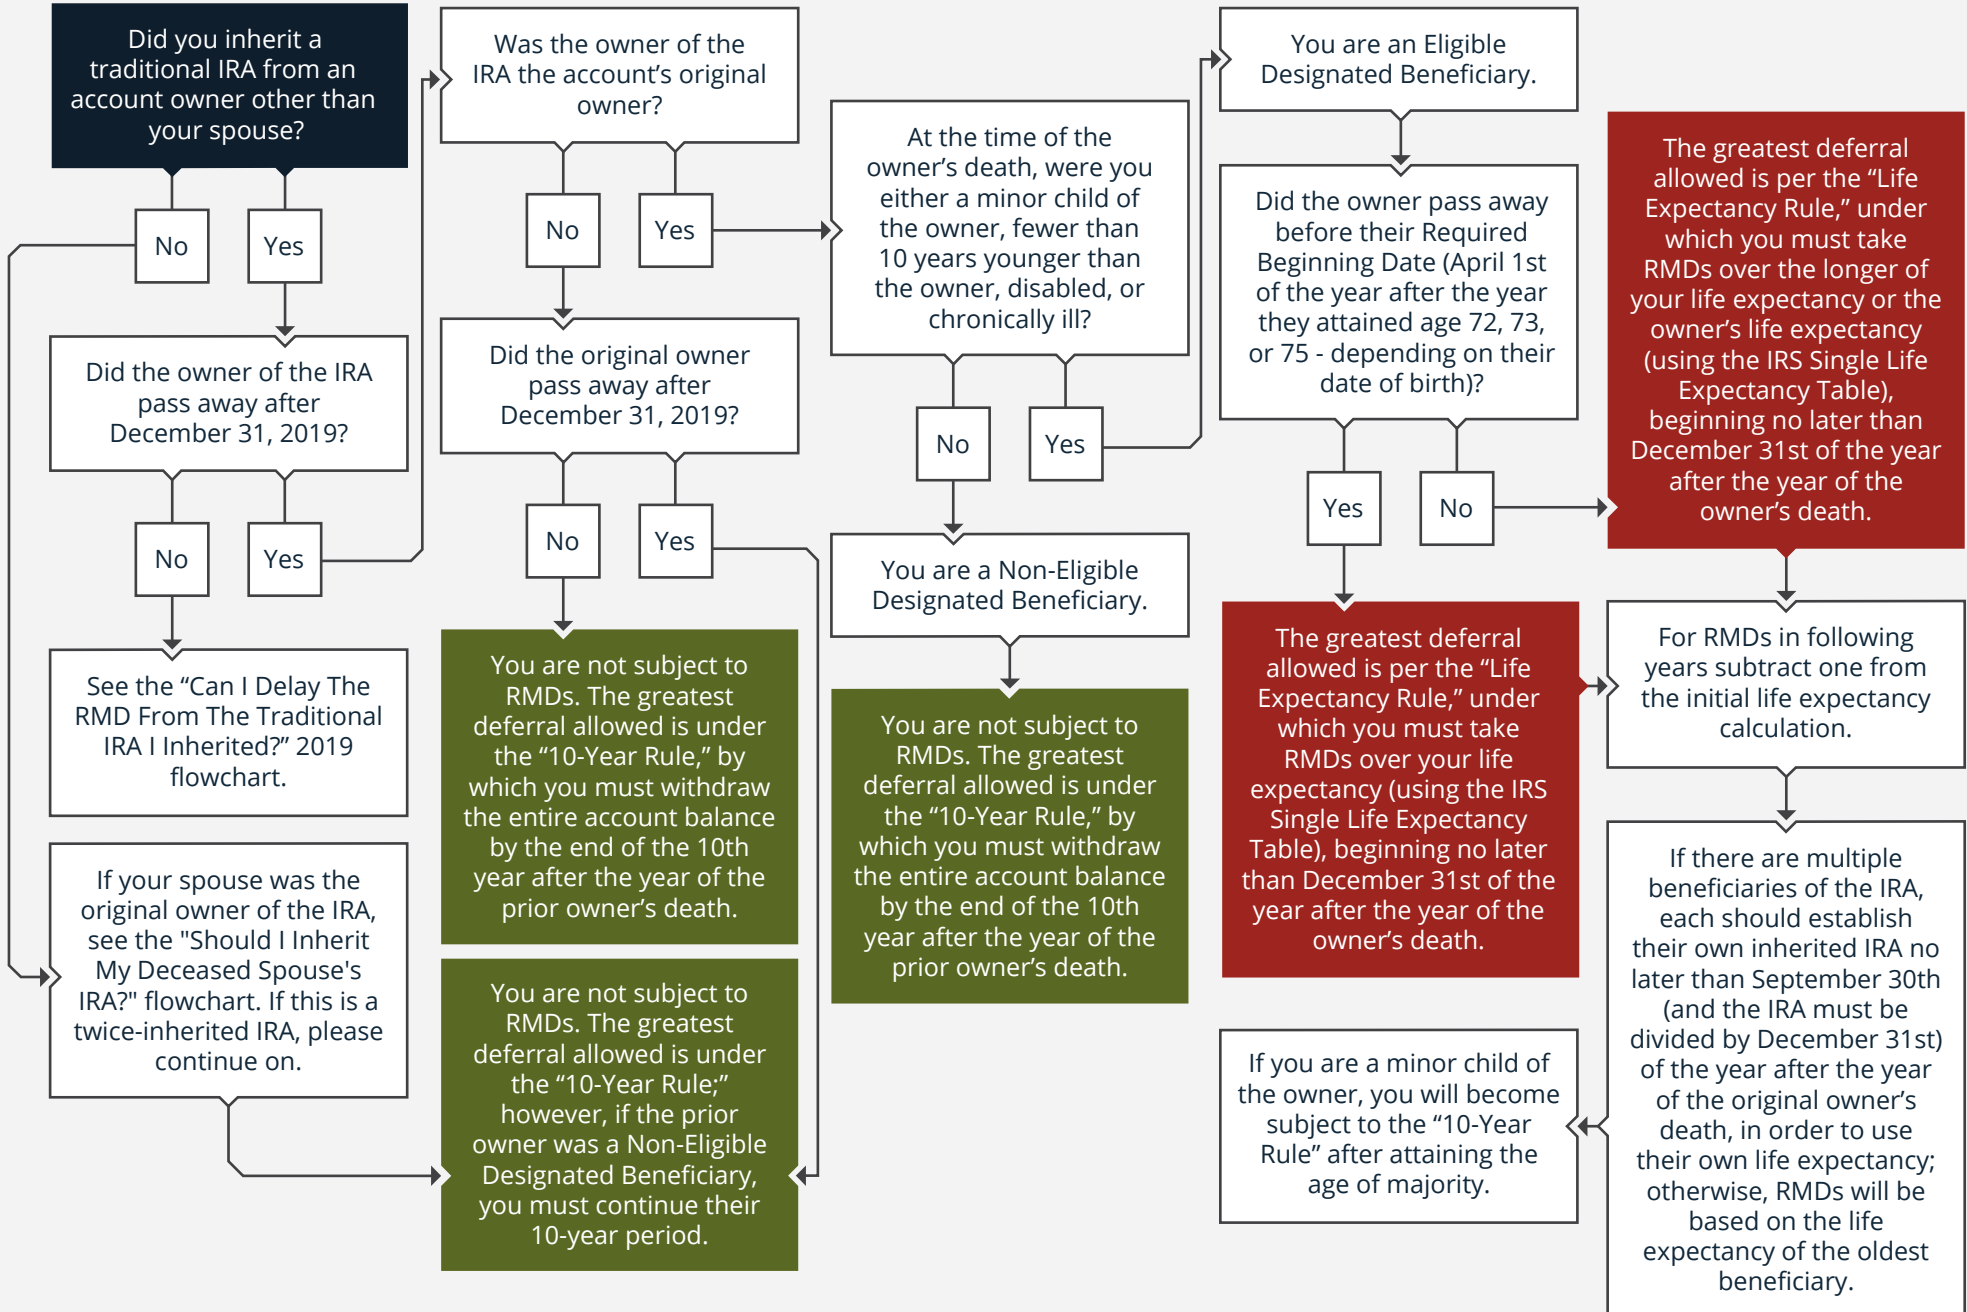 Did you inherit a
traditional IRA from an
account owner other than
your spouse?
No
Yes
Did the owner of the IRA
pass away after
December 31, 2019?
No
Yes
See the “Can I Delay The
RMD From The Traditional
IRA I Inherited?” 2019
flowchart.
If your spouse was the
original owner of the IRA,
see the "Should I Inherit
My Deceased Spouse's
IRA?" flowchart. If this is a
twice-inherited IRA, please
continue on.
Was the owner of the
IRA the account’s original
owner?
No
Yes
Did the original owner
pass away after
December 31, 2019?
No
Yes
You are not subject to
RMDs. The greatest
deferral allowed is under
the “10-Year Rule,” by
which you must withdraw
the entire account balance
by the end of the 10th
year after the year of the
prior owner’s death.
You are not subject to
RMDs. The greatest
deferral allowed is under
the “10-Year Rule;”
however, if the prior
owner was a Non-Eligible
Designated Beneficiary,
you must continue their
10-year period.
At the time of the
owner’s death, were you
either a minor child of
the owner, fewer than
10 years younger than
the owner, disabled, or
chronically ill?
No
Yes
You are a Non-Eligible
Designated Beneficiary.
You are not subject to
RMDs. The greatest
deferral allowed is under
the “10-Year Rule,” by
which you must withdraw
the entire account balance
by the end of the 10th
year after the year of the
prior owner’s death.
You are an Eligible
Designated Beneficiary.
Did the owner pass away
before their Required
Beginning Date (April 1st
of the year after the year
they attained age 72, 73,
or 75 - depending on their
date of birth)?
Yes
No
The greatest deferral
allowed is per the “Life
Expectancy Rule,” under
which you must take
RMDs over your life
expectancy (using the IRS
Single Life Expectancy
Table), beginning no later
than December 31st of the
year after the year of the
owner’s death.
The greatest deferral
allowed is per the “Life
Expectancy Rule,” under
which you must take
RMDs over the longer of
your life expectancy or the
owner’s life expectancy
(using the IRS Single Life
Expectancy Table),
beginning no later than
December 31st of the year
after the year of the
owner’s death.
For RMDs in following
years subtract one from
the initial life expectancy
calculation.
If there are multiple
beneficiaries of the IRA,
each should establish
their own inherited IRA no
later than September 30th
(and the IRA must be
divided by December 31st)
of the year after the year
of the original owner’s
death, in order to use
their own life expectancy;
otherwise, RMDs will be
based on the life
expectancy of the oldest
beneficiary.
If you are a minor child of
the owner, you will become
subject to the “10-Year
Rule” after attaining the
age of majority.